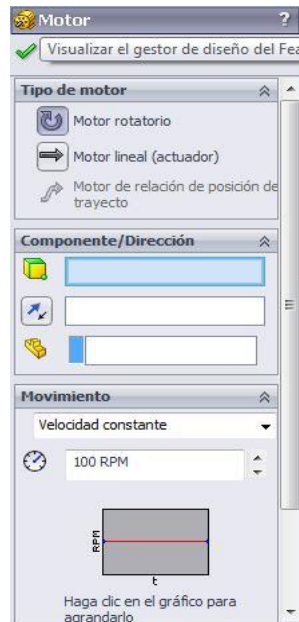 Motor ?
Visualizar el gestor de diseño del Fea
Tipo de motor
Motor rotatorio
Motor lineal (actuador)
Motor de relación de posición de
trayecto
Componente/Dirección
Movimiento
Velocidad constante
100 RPM
RPM
t
Haga clic en el gráfico para
agrandarlo